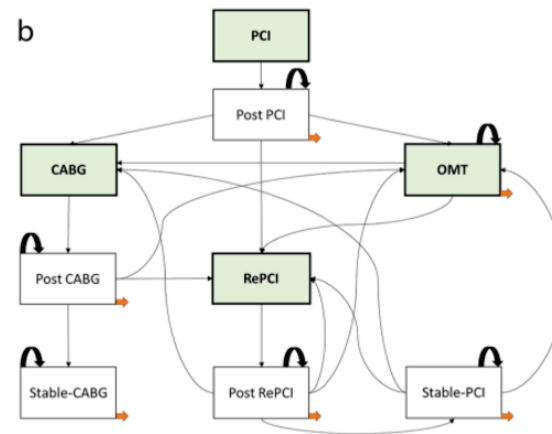 b
PCI
Post PCI
CABG
OMT
Post CABG
RePCI
Stable-CABG
Post RePCI
Stable-PCI